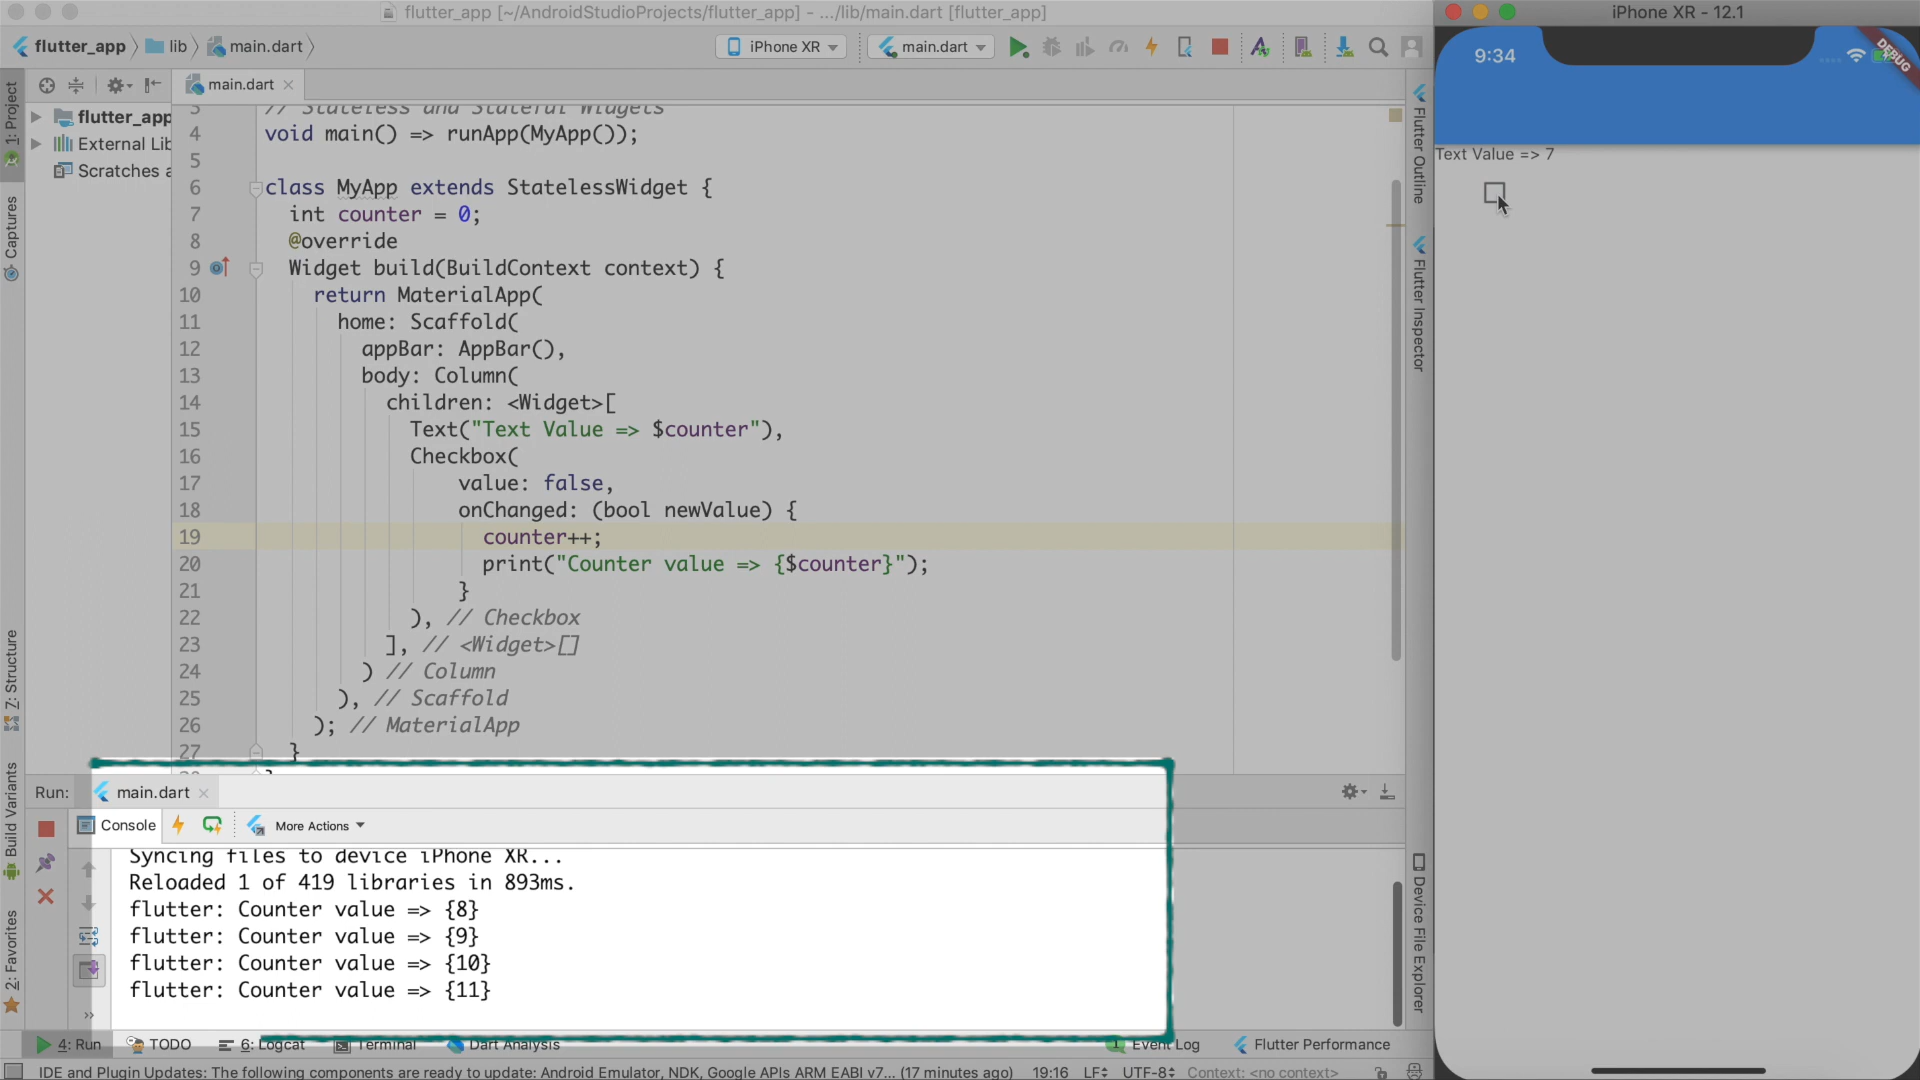 flutter_app [~/AndroidStudioProjects/flutter_app] - .../lib/main.dart [flutter_app]
iPhone XR - 12.1
flutter_app
lib
main.dart
iPhone XR
main.dart
9:34
DEBUG
main.dart
1: Project
flutter_app
External Lib
Scratches a
Captures
7: Structure
Build Variants
2: Favorites
3 // Stateless and Stateful Widgets
4 void main() => runApp(MyApp());
5
6 class MyApp extends StatelessWidget {
7 int counter = 0;
8 @override
9 Widget build(BuildContext context) {
10 return MaterialApp(
11 home: Scaffold(
12 appBar: AppBar(),
13 body: Column(
14 children: <Widget>[
15 Text("Text Value => $counter"),
16 Checkbox(
17 value: false,
18 onChanged: (bool newValue) {
19 counter++;
20 print("Counter value => {$counter}");
21 }
22 ), // Checkbox
23 ], // <Widget>[]
24 ) // Column
25 ), // Scaffold
26 ); // MaterialApp
27 }
Flutter Outline
Flutter Inspector
Device File Explorer
Text Value => 7
Run:
main.dart
Console
More Actions
Syncing files to device iPhone XR...
Reloaded 1 of 419 libraries in 893ms.
flutter: Counter value => {8}
flutter: Counter value => {9}
flutter: Counter value => {10}
flutter: Counter value => {11}
»
4: Run
TODO
6: Logcat
Terminal
Dart Analysis
1 Event Log
Flutter Performance
IDE and Plugin Updates: The following components are ready to update: Android Emulator, NDK, Google APIs ARM EABI v7... (17 minutes ago)
19:16
LF
UTF-8
Context: <no context>